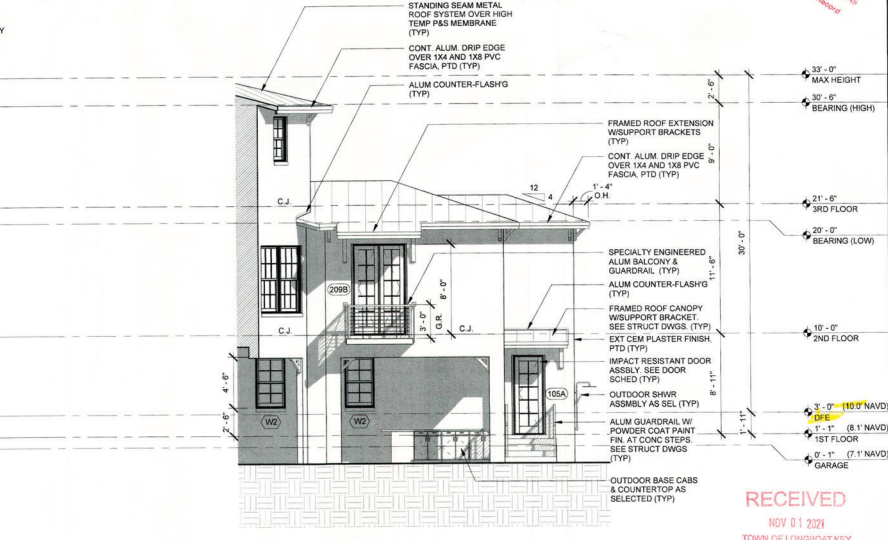 Y
STANDING SEAM METAL
ROOF SYSTEM OVER HIGH
TEMP P&S MEMBRANE
(TYP)
CONT. ALUM. DRIP EDGE
OVER 1X4 AND 1X8 PVC
FASCIA, PTD (TYP)
ALUM COUNTER-FLASH'G
(TYP)
FRAMED ROOF EXTENSION
W/SUPPORT BRACKETS
(TYP)
CONT. ALUM. DRIP EDGE
OVER 1X4 AND 1X8 PVC
FASCIA, PTD (TYP)
12
4
1' - 4"
O.H.
SPECIALTY ENGINEERED
ALUM BALCONY &
GUARDRAIL (TYP)
ALUM COUNTER-FLASH'G
(TYP)
FRAMED ROOF CANOPY
W/SUPPORT BRACKET.
SEE STRUCT DWGS. (TYP)
EXT CEM PLASTER FINISH,
PTD (TYP)
IMPACT RESISTANT DOOR
ASSBLY. SEE DOOR
SCHED (TYP)
OUTDOOR SHWR
ASSMBLY AS SEL (TYP)
ALUM GUARDRAIL W/
POWDER COAT PAINT
FIN. AT CONC STEPS.
SEE STRUCT DWGS
(TYP)
OUTDOOR BASE CABS
& COUNTERTOP AS
SELECTED (TYP)
C.J.
C.J.
C.J.
209B
105A
W2
W2
8' - 0"
3' - 0"
G.R.
4' - 6"
2' - 6"
2' - 6"
9' - 0"
11' - 6"
8' - 11"
1' - 11"
30' - 0"
33' - 0"
MAX HEIGHT
30' - 6"
BEARING (HIGH)
21' - 6"
3RD FLOOR
20' - 0"
BEARING (LOW)
10' - 0"
2ND FLOOR
3' - 0" (10.0' NAVD)
DFE
1' - 1" (8.1' NAVD)
1ST FLOOR
0' - 1" (7.1' NAVD)
GARAGE
Record
RECEIVED
NOV 01 2021
TOWN OF LONGBOAT KEY